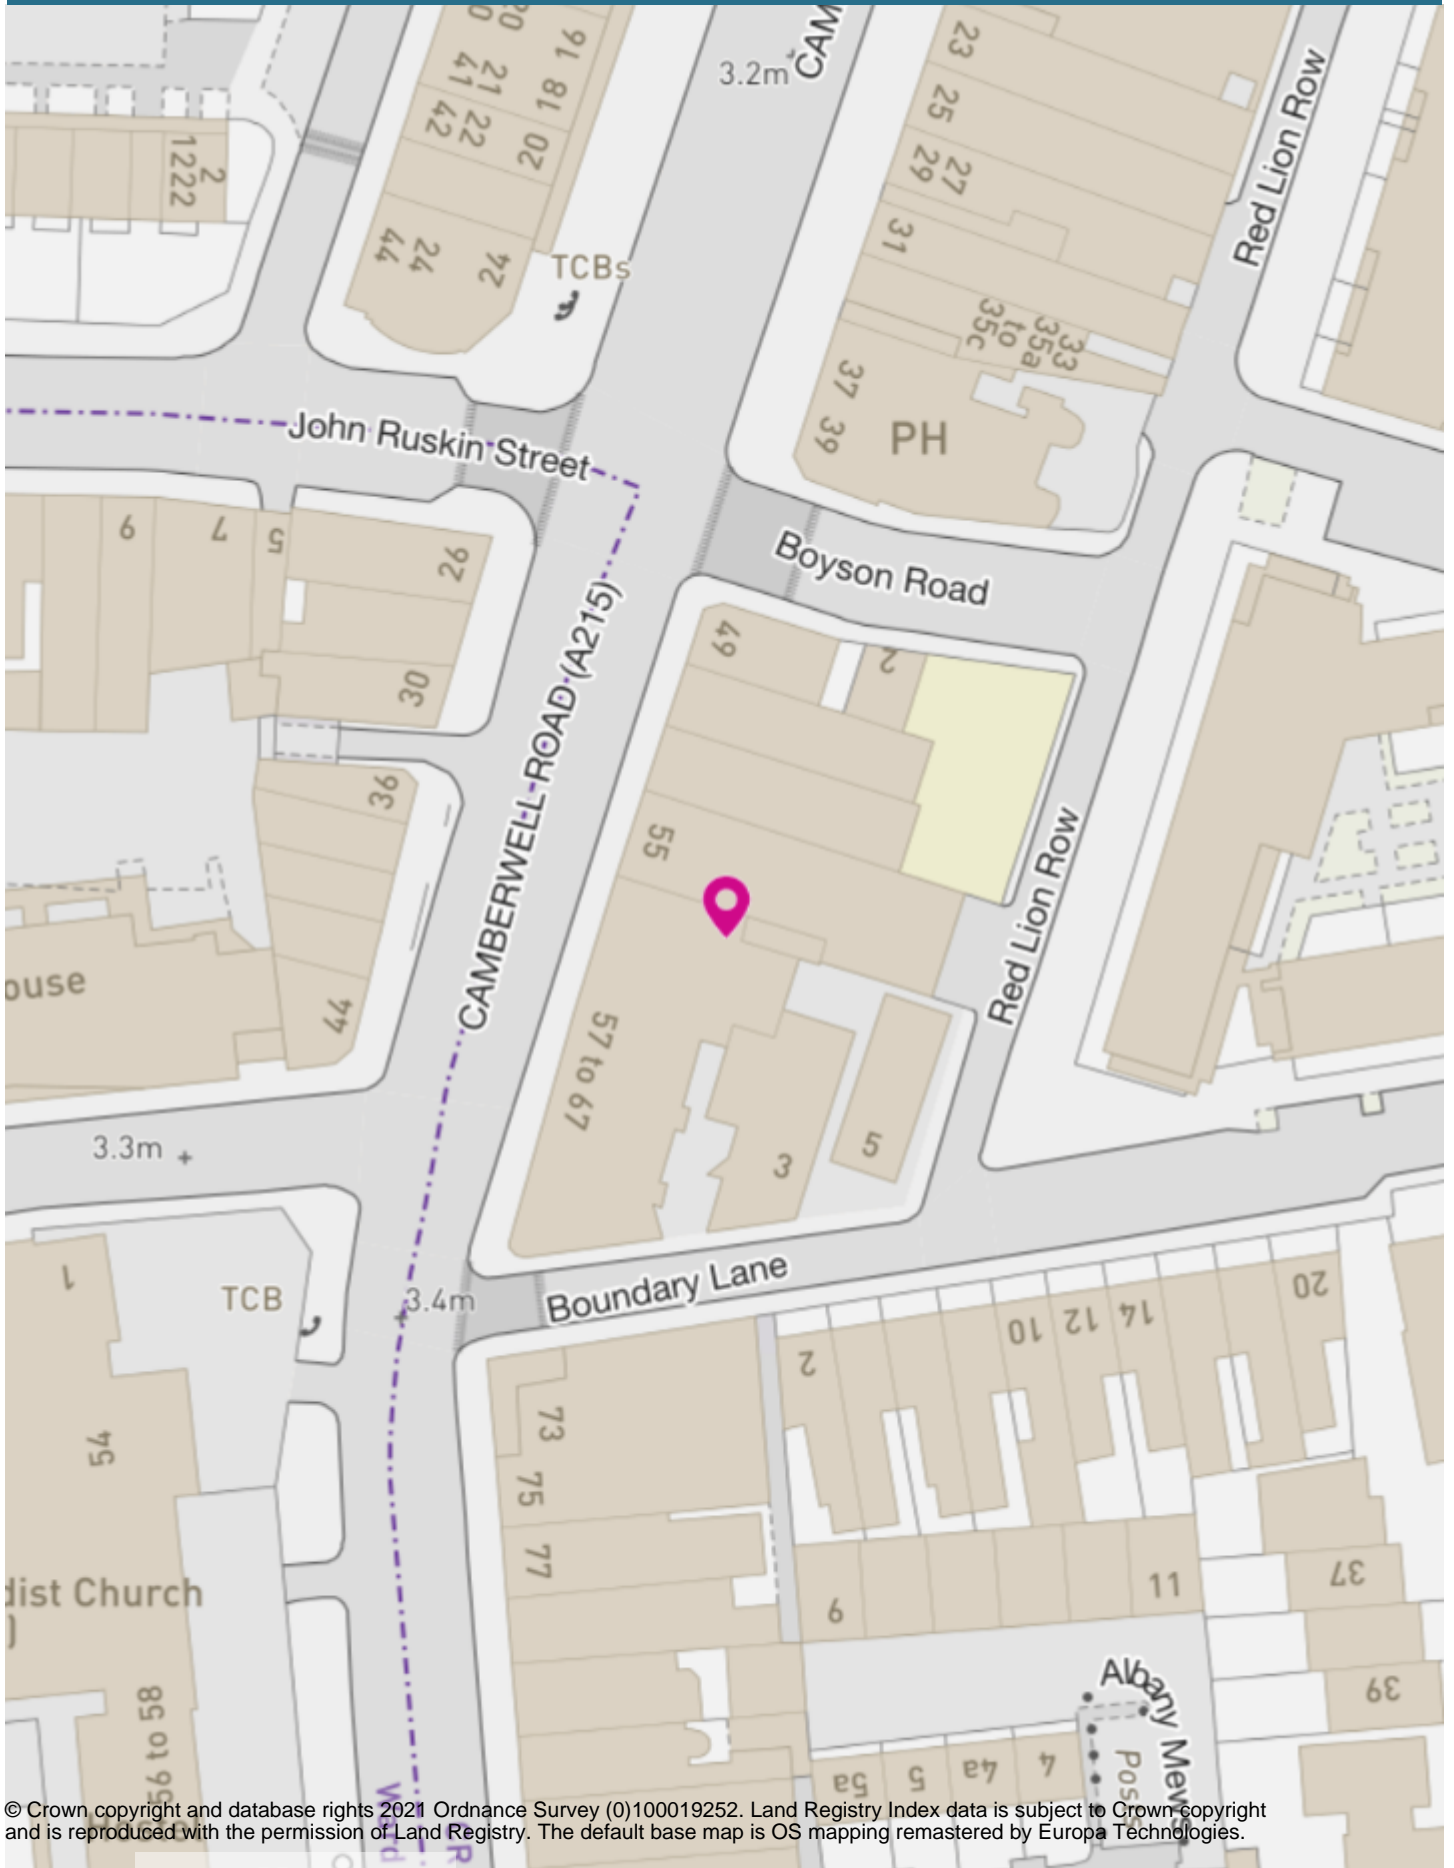 20
20
16
41
21
18
42
22
20
44
24
24
TCBs
3.2m
CAM
23
25
29
27
31
35c
to
35a
33
37
39
PH
Red Lion Row
1222
2
John Ruskin Street
Boyson Road
9
7
5
26
30
36
44
CAMBERWELL ROAD (A215)
49
2
55
57 to 67
3
5
Red Lion Row
ouse
3.3m
TCB
3.4m
Boundary Lane
1
54
dist Church
)
56 to 58
Hostel
Ward
73
75
77
2
10
12
14
20
6
11
37
39
Albany Mews
Posts
5a
5
4a
4
© Crown copyright and database rights 2021 Ordnance Survey (0)100019252. Land Registry Index data is subject to Crown copyright
and is reproduced with the permission of Land Registry. The default base map is OS mapping remastered by Europa Technologies.